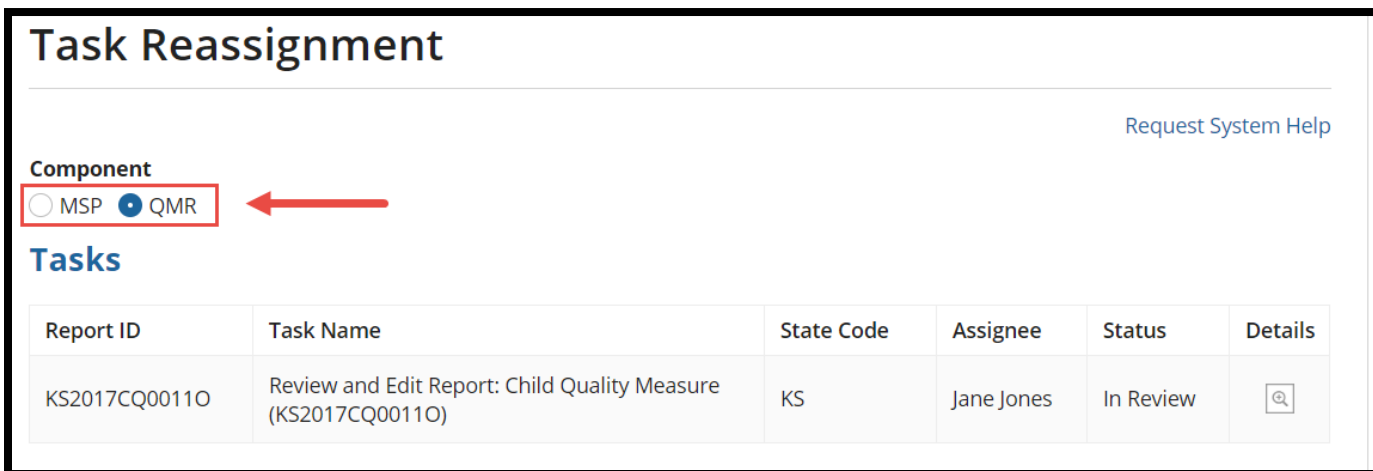 Task Reassignment
Request System Help
Component
MSP QMR
Tasks
Report ID Task Name State Code Assignee Status Details
KS2017CQ0011O Review and Edit Report: Child Quality Measure (KS2017CQ0011O) KS Jane Jones In Review